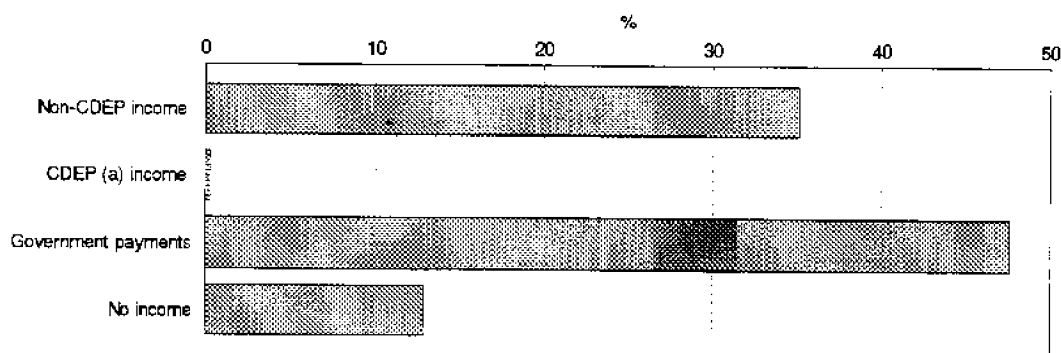 %
0 10 20 30 40 50
Non-CDEP income
CDEP (a) income
Government payments
No income